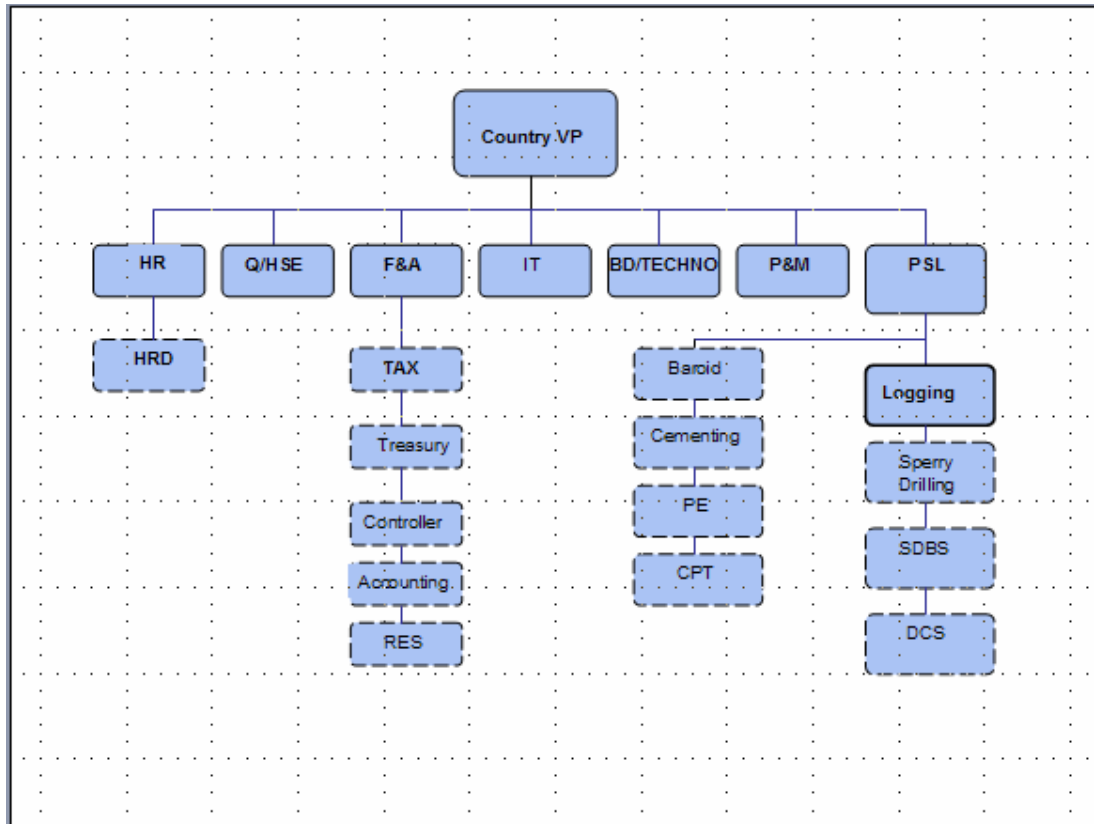 Country VP
HR
Q/HSE
F&A
IT
BD/TECHNO
P&M
PSL
HRD
TAX
Baroid
Logging
Treasury
Cementing
Sperry
Drilling
Controller
PE
SDBS
Accounting
CPT
RES
DCS